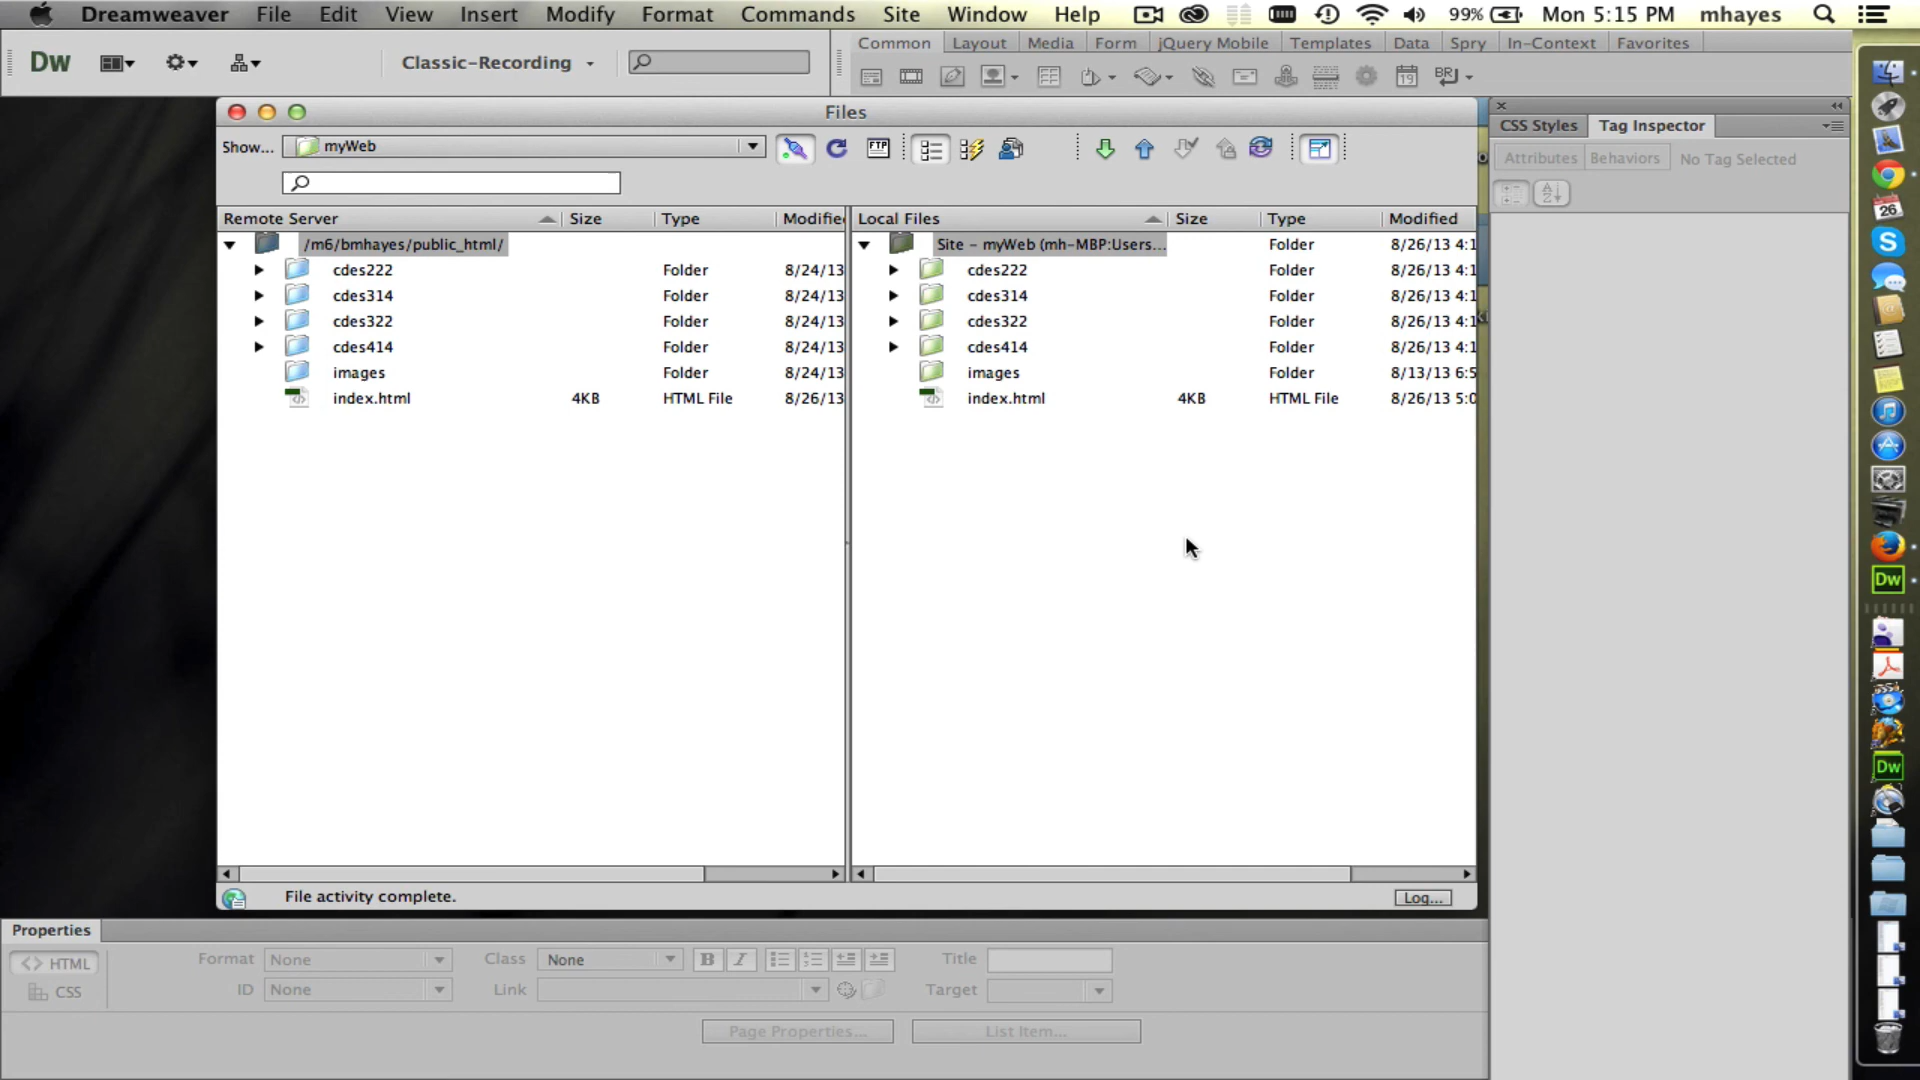 Dreamweaver File Edit View Insert Modify Format Commands Site Window Help 99% Mon 5:15 PM mhayes
Dw Classic-Recording
Common Layout Media Form jQuery Mobile Templates Data Spry In-Context Favorites
19 BRJ
Files
Show... myWeb FTP
CSS Styles Tag Inspector
Attributes Behaviors No Tag Selected
Remote Server Size Type Modified
/m6/bmhayes/public_html/
cdes222 Folder 8/24/13
cdes314 Folder 8/24/13
cdes322 Folder 8/24/13
cdes414 Folder 8/24/13
images Folder 8/24/13
index.html 4KB HTML File 8/26/13
Local Files Size Type Modified
Site – myWeb (mh-MBP:Users... Folder 8/26/13 4:1
cdes222 Folder 8/26/13 4:1
cdes314 Folder 8/26/13 4:1
cdes322 Folder 8/26/13 4:1
cdes414 Folder 8/26/13 4:1
images Folder 8/13/13 6:5
index.html 4KB HTML File 8/26/13 5:0
File activity complete. Log...
Properties
<> HTML Format None Class None B I Title
CSS ID None Link Target
Page Properties... List Item...
26
Dw
Dw